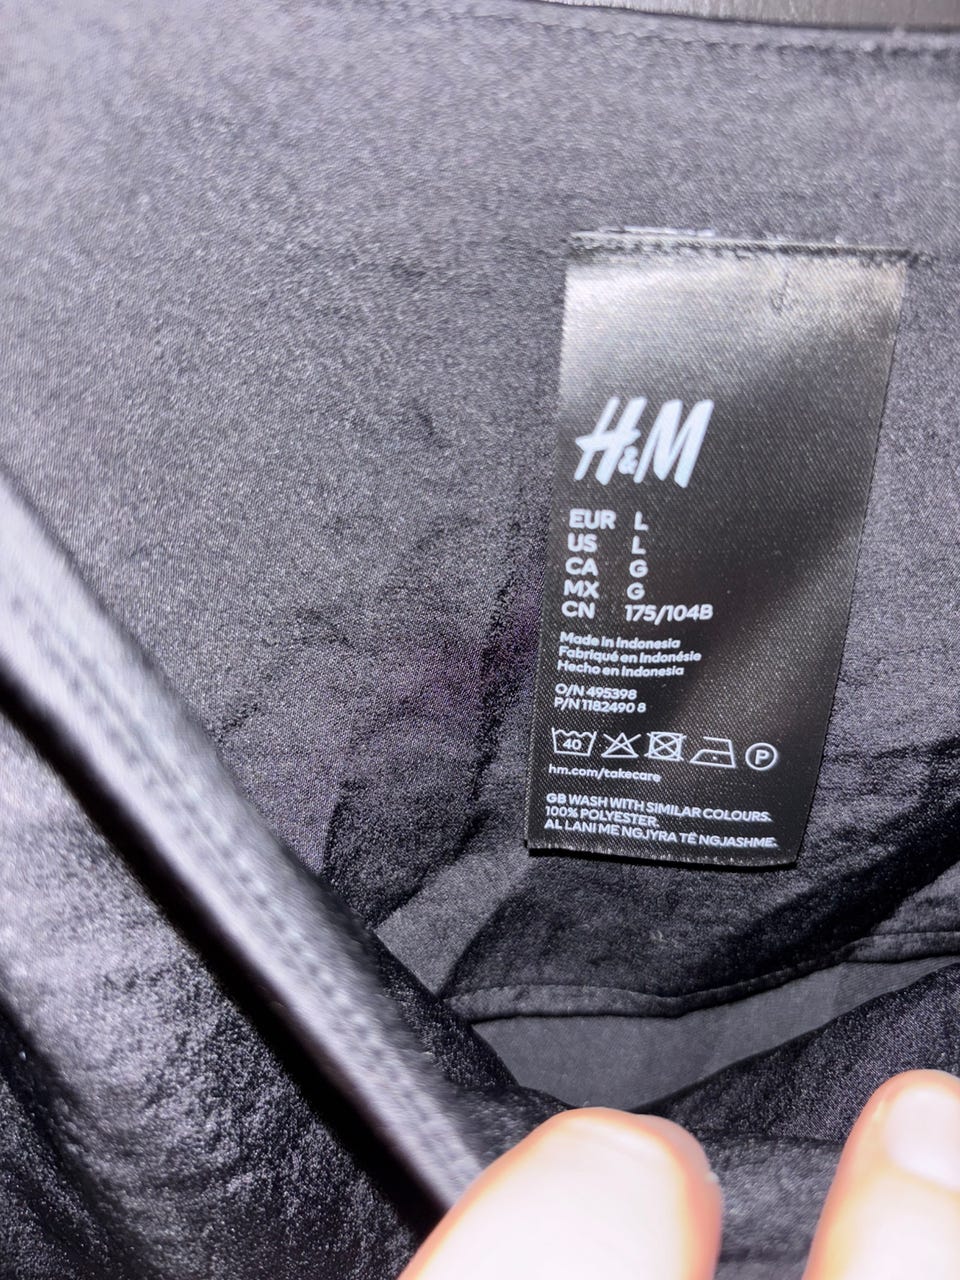 H&M
EUR L
US L
CA G
MX G
CN 175/104B
Made in Indonesia
Fabriqué en Indonésie
Hecho en Indonesia
O/N 495398
P/N 1182490 8
40 P
hm.com/takecare
GB WASH WITH SIMILAR COLOURS.
100% POLYESTER.
AL LANI ME NGJYRA TË NGJASHME.